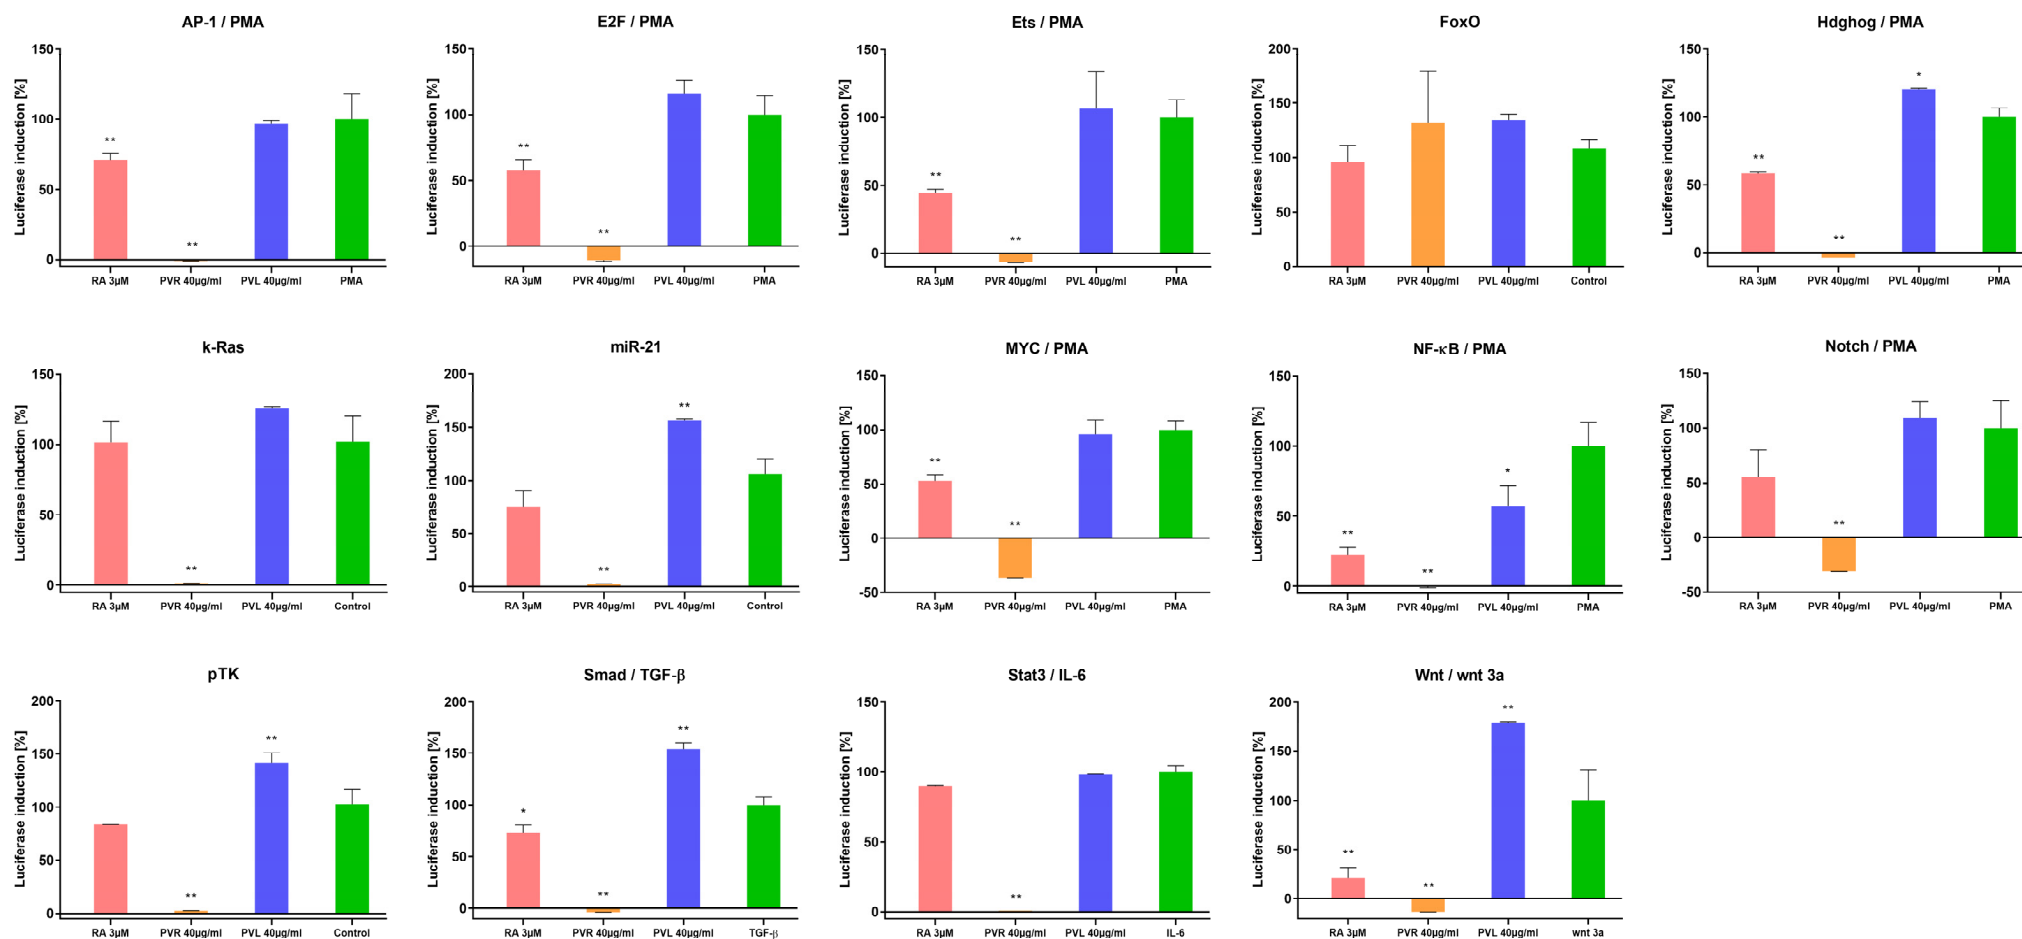 AP-1 / PMA
Luciferase induction [%]
150
100
50
0
**
**
RA 3µM PVR 40µg/ml PVL 40µg/ml PMA
E2F / PMA
Luciferase induction [%]
150
100
50
0
**
**
RA 3µM PVR 40µg/ml PVL 40µg/ml PMA
Ets / PMA
Luciferase induction [%]
150
100
50
0
**
**
RA 3µM PVR 40µg/ml PVL 40µg/ml PMA
FoxO
Luciferase induction [%]
200
150
100
50
0
RA 3µM PVR 40µg/ml PVL 40µg/ml Control
Hdghog / PMA
Luciferase induction [%]
150
100
50
0
*
**
**
RA 3µM PVR 40µg/ml PVL 40µg/ml PMA
k-Ras
Luciferase induction [%]
150
100
50
0
**
RA 3µM PVR 40µg/ml PVL 40µg/ml Control
miR-21
Luciferase induction [%]
200
150
100
50
0
**
**
RA 3µM PVR 40µg/ml PVL 40µg/ml Control
MYC / PMA
Luciferase induction [%]
150
100
50
0
-50
**
**
RA 3µM PVR 40µg/ml PVL 40µg/ml PMA
NF-κB / PMA
Luciferase induction [%]
150
100
50
0
*
**
**
RA 3µM PVR 40µg/ml PVL 40µg/ml PMA
Notch / PMA
Luciferase induction [%]
150
100
50
0
-50
**
RA 3µM PVR 40µg/ml PVL 40µg/ml PMA
pTK
Luciferase induction [%]
200
150
100
50
0
**
**
RA 3µM PVR 40µg/ml PVL 40µg/ml Control
Smad / TGF-β
Luciferase induction [%]
200
150
100
50
0
**
*
**
RA 3µM PVR 40µg/ml PVL 40µg/ml TGF-β
Stat3 / IL-6
Luciferase induction [%]
150
100
50
0
**
RA 3µM PVR 40µg/ml PVL 40µg/ml IL-6
Wnt / wnt 3a
Luciferase induction [%]
200
150
100
50
0
**
**
**
RA 3µM PVR 40µg/ml PVL 40µg/ml wnt 3a